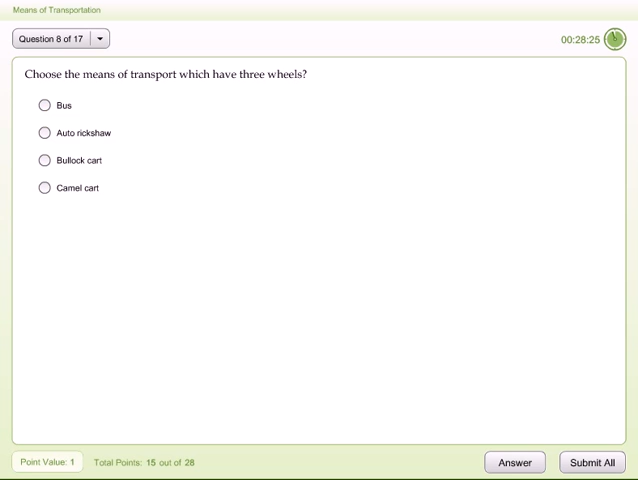 Means of Transportation
Question 8 of 17
00:28:25
Choose the means of transport which have three wheels?
Bus
Auto rickshaw
Bullock cart
Camel cart
Point Value: 1
Total Points: 15 out of 28
Answer
Submit All